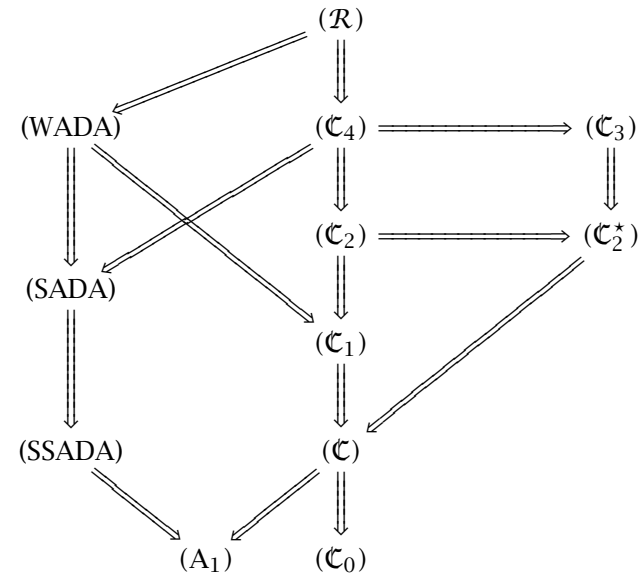 (ℛ)
(WADA) (ℭ₄) (ℭ₃)
(ℭ₂) (ℭ₂⋆)
(SADA)
(ℭ₁)
(SSADA) (ℭ)
(A₁) (ℭ₀)